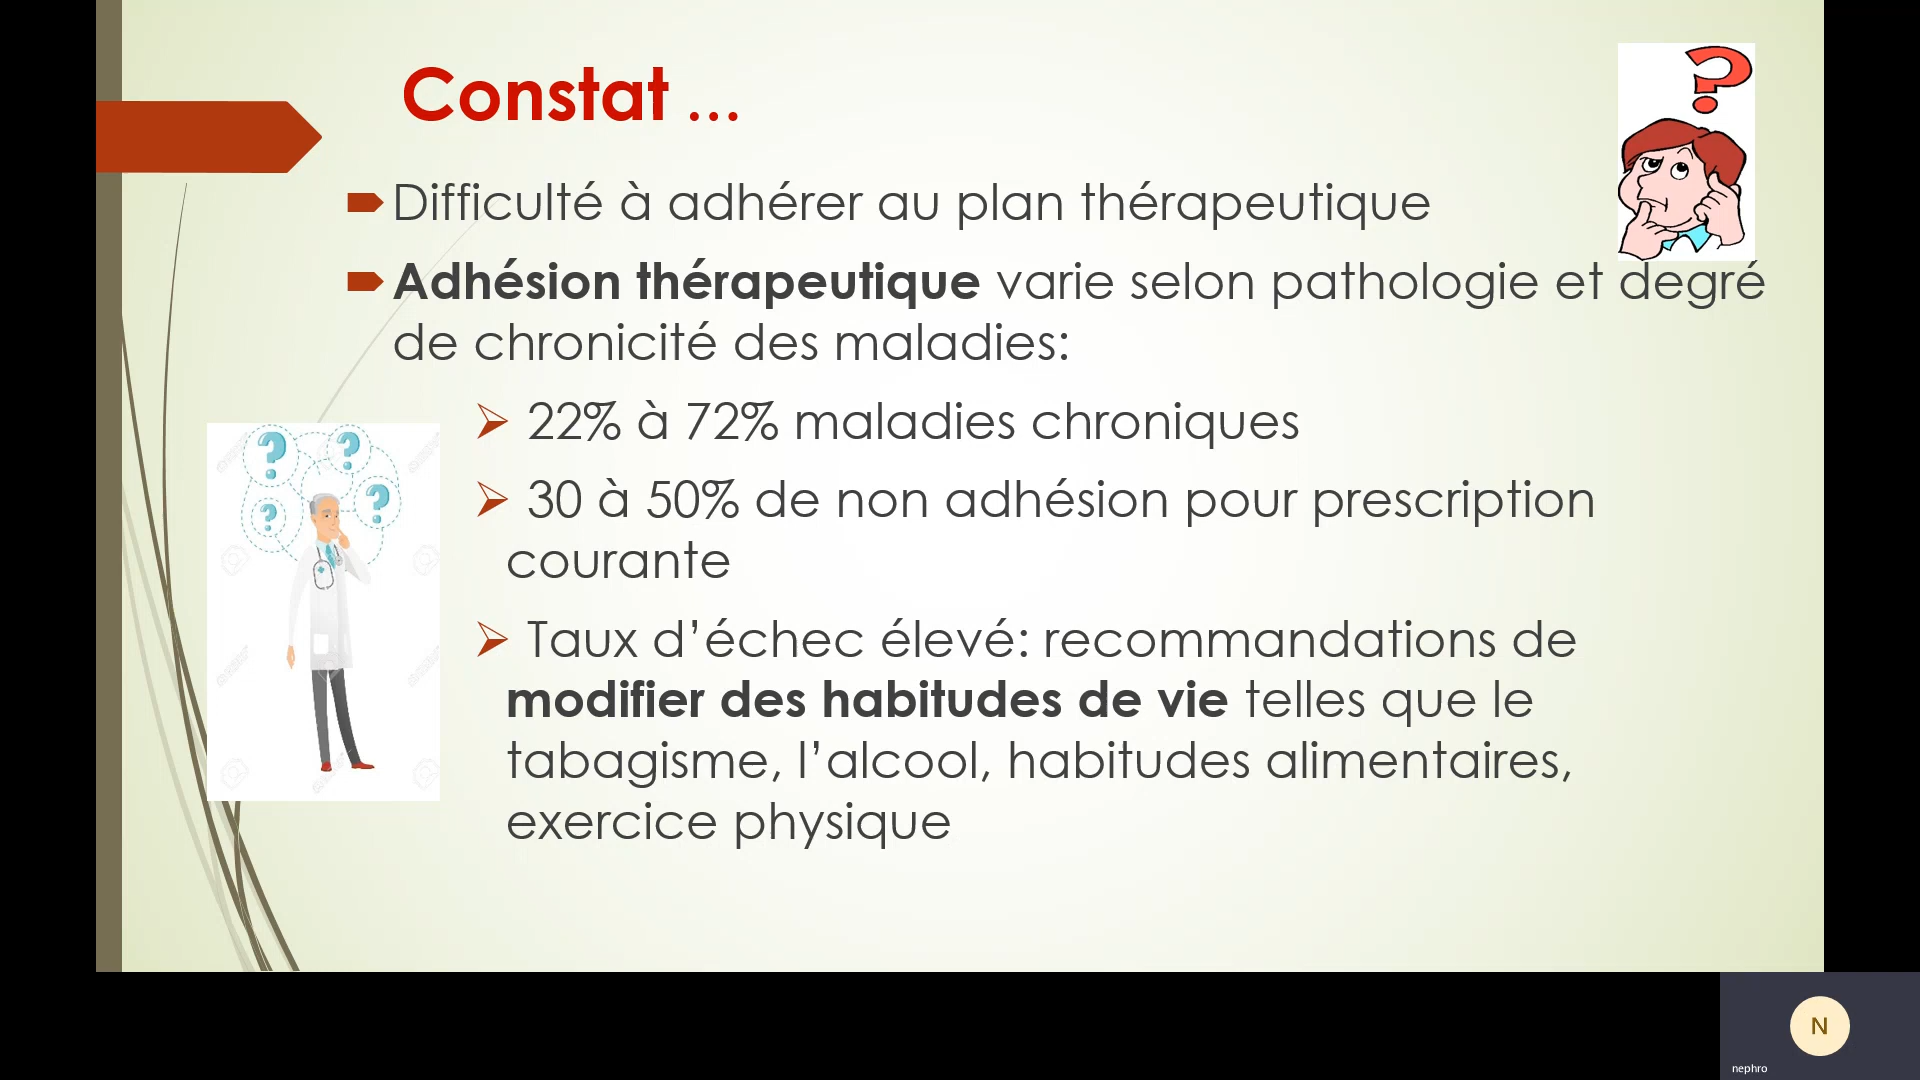 Constat ...
Difficulté à adhérer au plan thérapeutique
Adhésion thérapeutique varie selon pathologie et degré
de chronicité des maladies:
22% à 72% maladies chroniques
30 à 50% de non adhésion pour prescription
courante
Taux d’échec élevé: recommandations de
modifier des habitudes de vie telles que le
tabagisme, l’alcool, habitudes alimentaires,
exercice physique
N
nephro